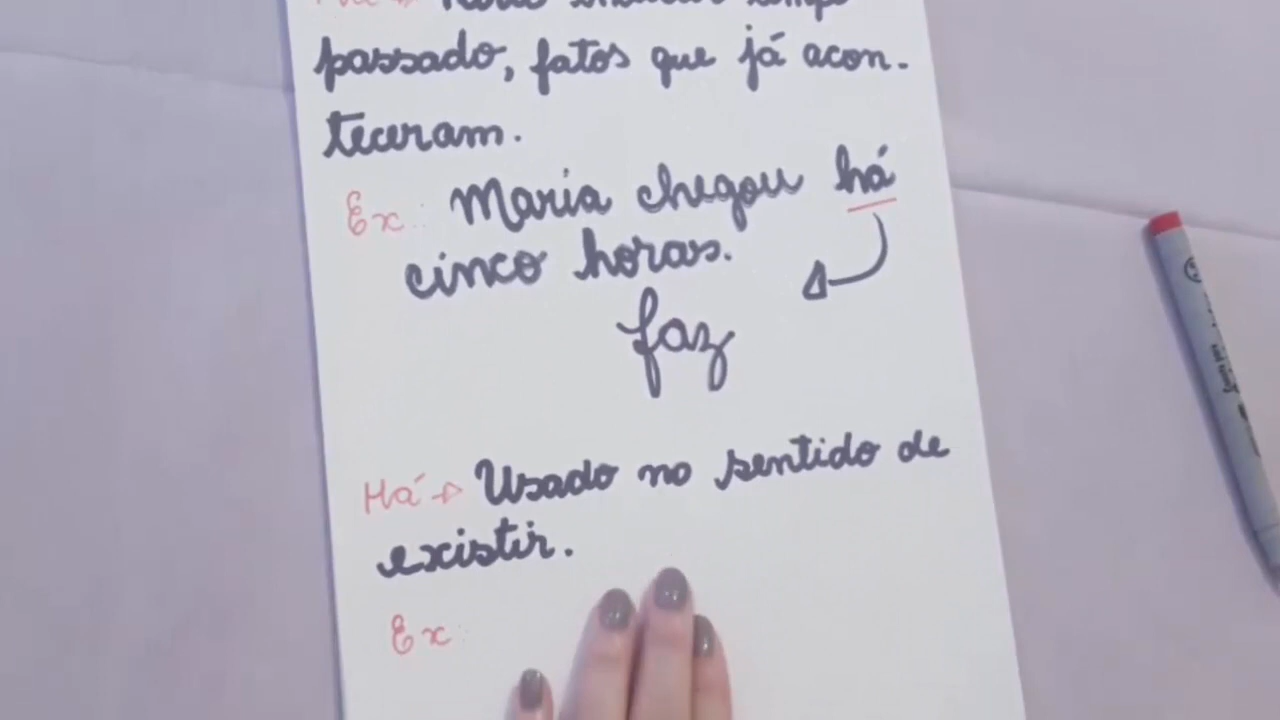 passado, fatos que já acon-
teceram.
Ex: Maria chegou há
cinco horas.
faz
Há → Usado no sentido de
existir.
Ex: